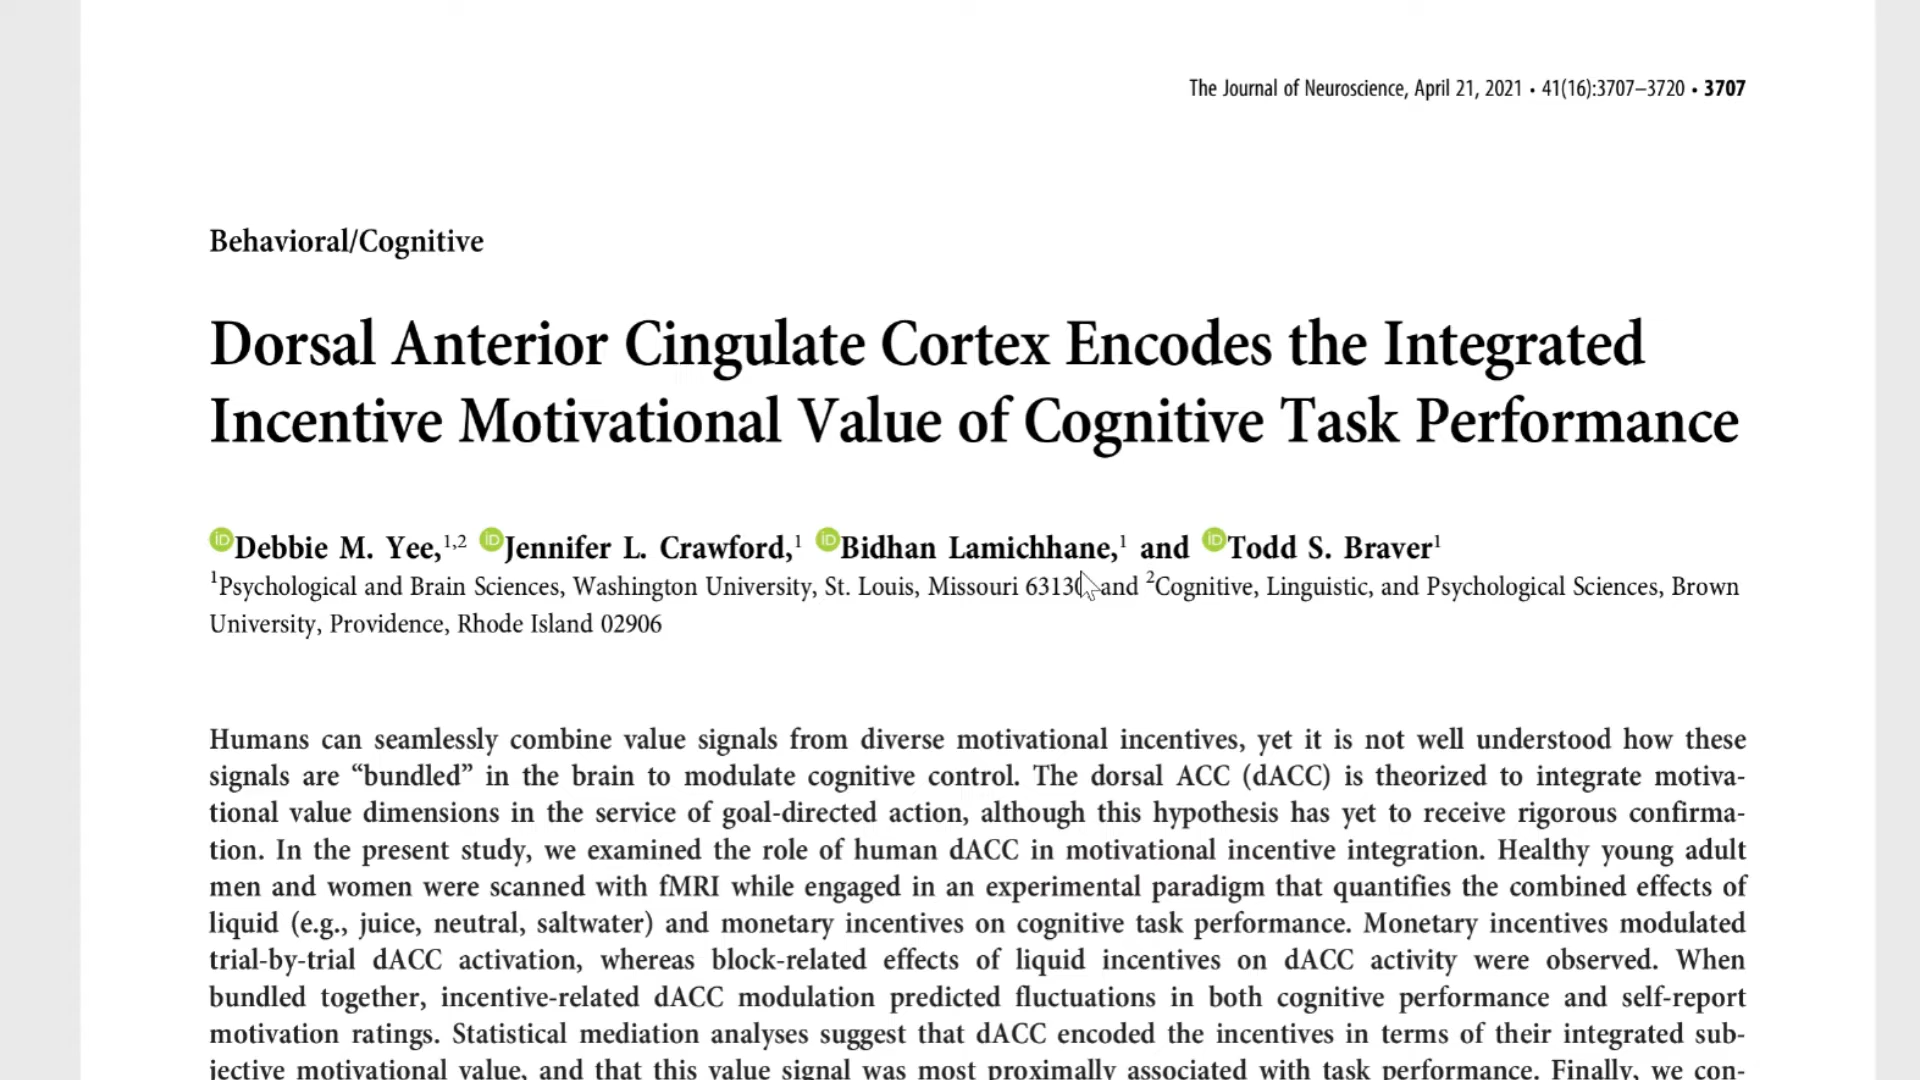 The Journal of Neuroscience, April 21, 2021 • 41(16):3707–3720 • 3707
Behavioral/Cognitive
Dorsal Anterior Cingulate Cortex Encodes the Integrated
Incentive Motivational Value of Cognitive Task Performance
iD Debbie M. Yee,1,2 iD Jennifer L. Crawford,1 iD Bidhan Lamichhane,1 and iD Todd S. Braver1
1Psychological and Brain Sciences, Washington University, St. Louis, Missouri 63130, and 2Cognitive, Linguistic, and Psychological Sciences, Brown
University, Providence, Rhode Island 02906
Humans can seamlessly combine value signals from diverse motivational incentives, yet it is not well understood how these
signals are “bundled” in the brain to modulate cognitive control. The dorsal ACC (dACC) is theorized to integrate motiva-
tional value dimensions in the service of goal-directed action, although this hypothesis has yet to receive rigorous confirma-
tion. In the present study, we examined the role of human dACC in motivational incentive integration. Healthy young adult
men and women were scanned with fMRI while engaged in an experimental paradigm that quantifies the combined effects of
liquid (e.g., juice, neutral, saltwater) and monetary incentives on cognitive task performance. Monetary incentives modulated
trial-by-trial dACC activation, whereas block-related effects of liquid incentives on dACC activity were observed. When
bundled together, incentive-related dACC modulation predicted fluctuations in both cognitive performance and self-report
motivation ratings. Statistical mediation analyses suggest that dACC encoded the incentives in terms of their integrated sub-
jective motivational value, and that this value signal was most proximally associated with task performance. Finally, we con-